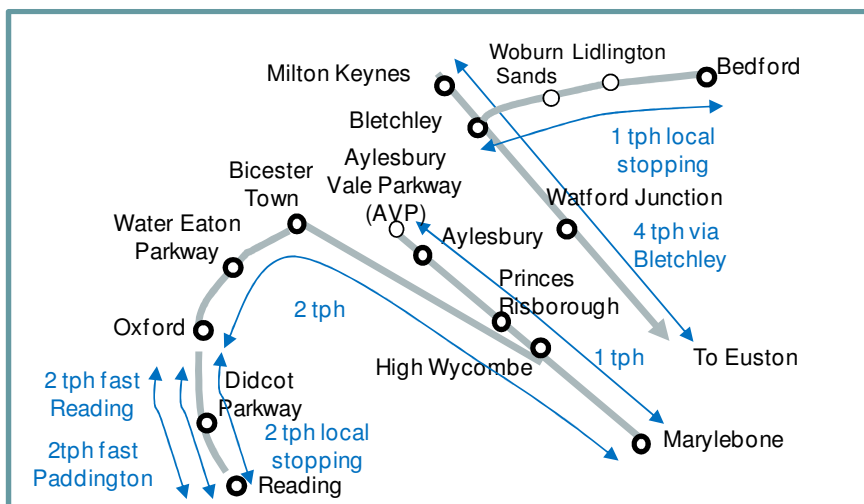 Milton Keynes
Woburn Lidlington
Sands
Bedford
Bletchley
1 tph local
stopping
Aylesbury
Vale Parkway
(AVP)
Bicester
Town
Watford Junction
Water Eaton
Parkway
Aylesbury
4 tph via
Bletchley
Princes
Risborough
2 tph
Oxford
High Wycombe
1 tph
To Euston
2 tph fast
Reading
Didcot
Parkway
2tph fast
Paddington
2 tph local
stopping
Marylebone
Reading